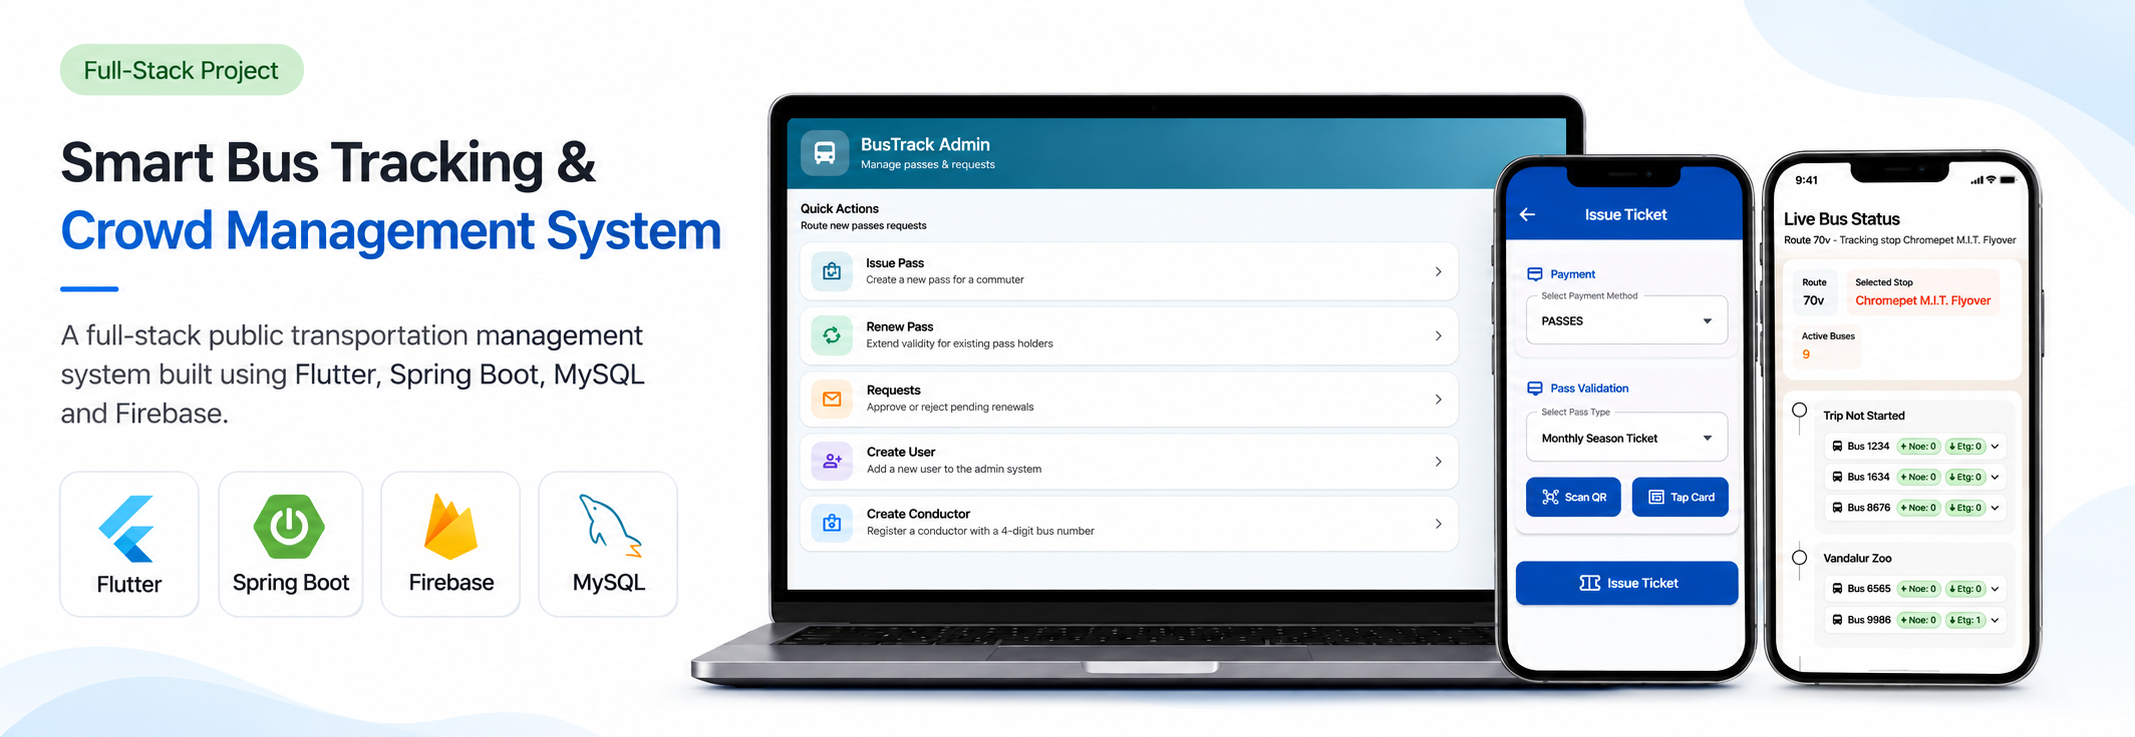 Full-Stack Project
Smart Bus Tracking &
Crowd Management System
A full-stack public transportation management
system built using Flutter, Spring Boot, MySQL
and Firebase.
Flutter
Spring Boot
Firebase
MySQL
BusTrack Admin
Manage passes & requests
Quick Actions
Route new passes requests
Issue Pass
Create a new pass for a commuter
Renew Pass
Extend validity for existing pass holders
Requests
Approve or reject pending renewals
Create User
Add a new user to the admin system
Create Conductor
Register a conductor with a 4-digit bus number
Issue Ticket
Payment
Select Payment Method
PASSES
Pass Validation
Select Pass Type
Monthly Season Ticket
Scan QR
Tap Card
Issue Ticket
9:41
Live Bus Status
Route 70v - Tracking stop Chromepet M.I.T. Flyover
Route
70v
Selected Stop
Chromepet M.I.T. Flyover
Active Buses
9
Trip Not Started
Bus 1234 Noe: 0 Etg: 0
Bus 1634 Noe: 0 Etg: 0
Bus 8676 Noe: 0 Etg: 0
Vandalur Zoo
Bus 6565 Noe: 0 Etg: 0
Bus 9986 Noe: 0 Etg: 1